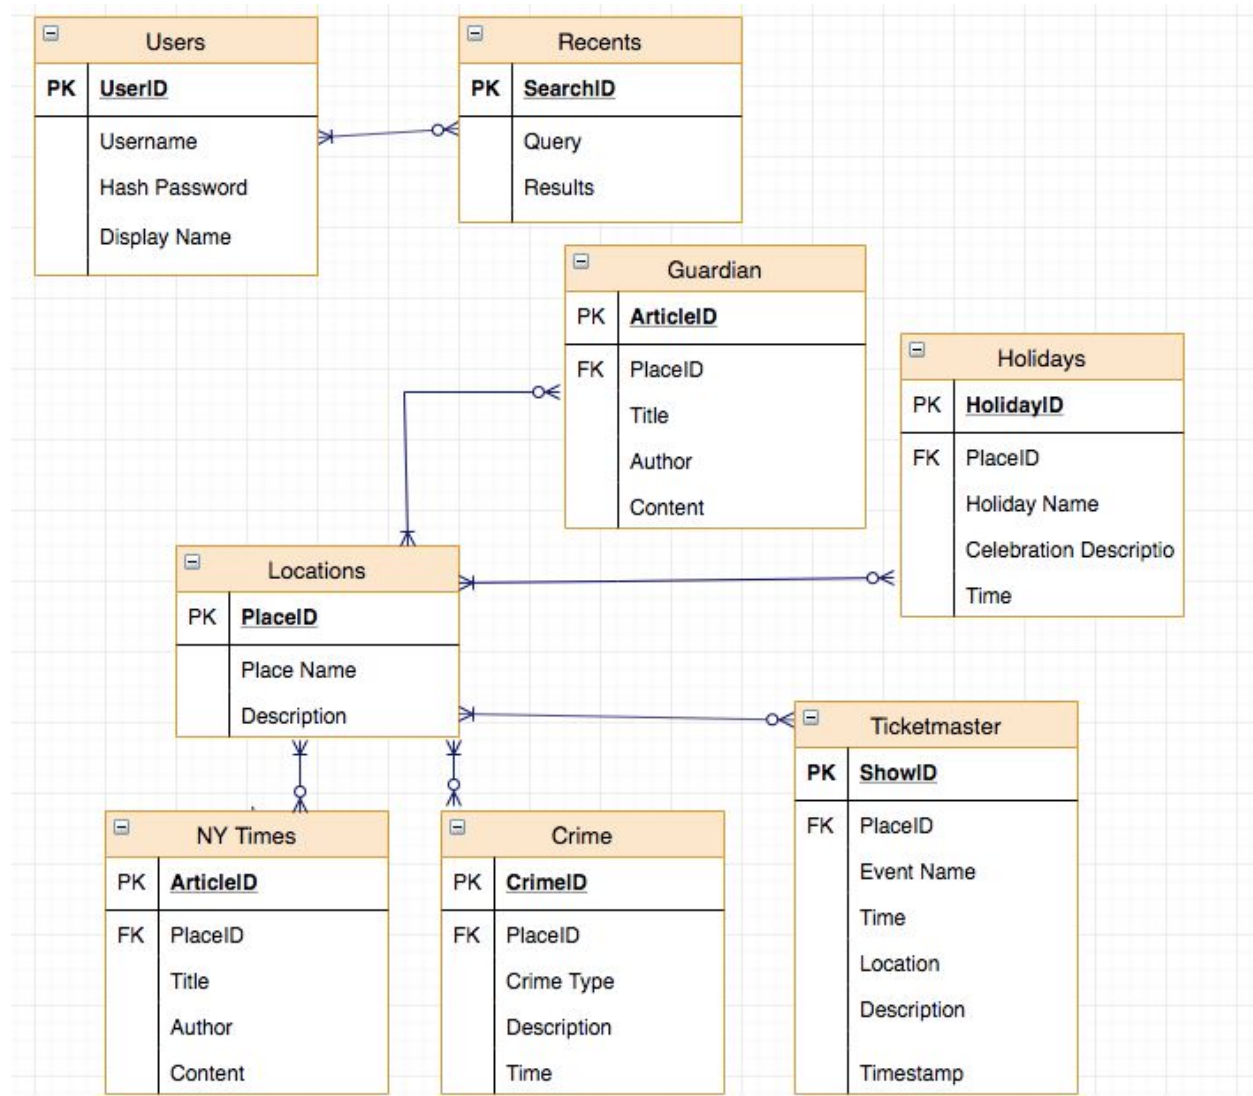 Users
PK UserID
Username
Hash Password
Display Name
Recents
PK SearchID
Query
Results
Guardian
PK ArticleID
FK PlaceID
Title
Author
Content
Holidays
PK HolidayID
FK PlaceID
Holiday Name
Celebration Descriptio
Time
Locations
PK PlaceID
Place Name
Description
Ticketmaster
PK ShowID
FK PlaceID
Event Name
Time
Location
Description
Timestamp
NY Times
PK ArticleID
FK PlaceID
Title
Author
Content
Crime
PK CrimeID
FK PlaceID
Crime Type
Description
Time